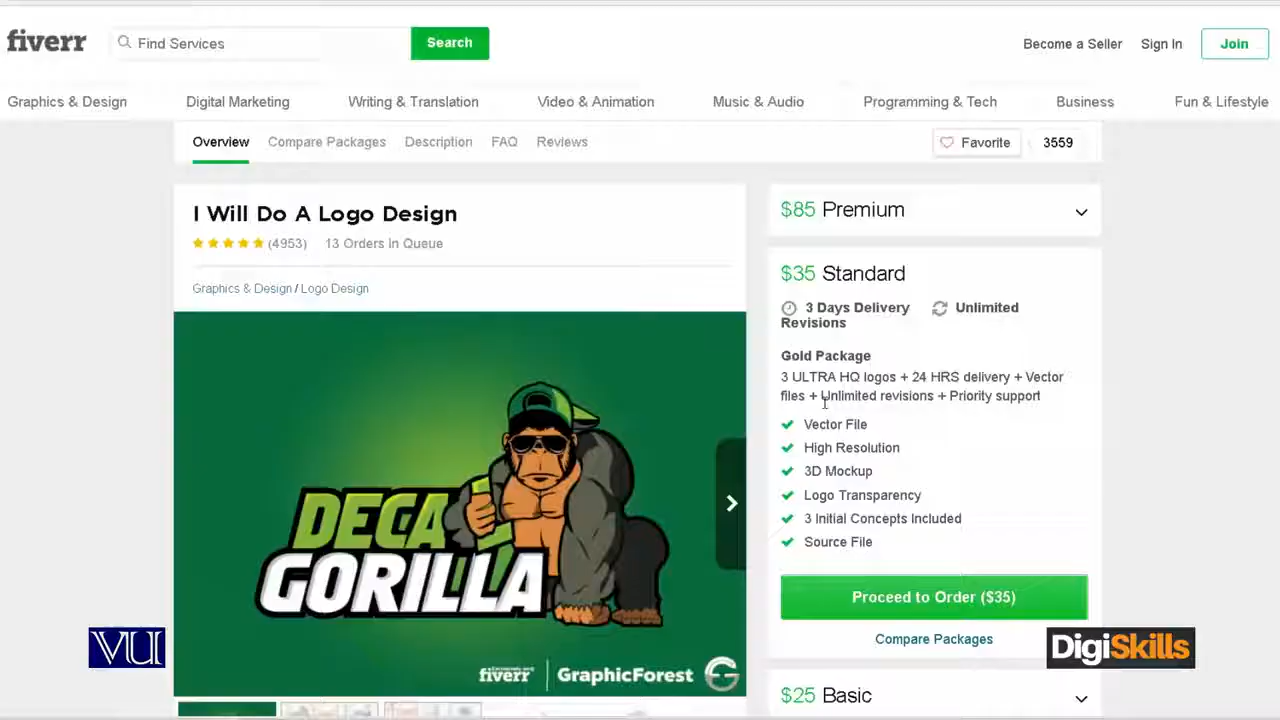 fiverr
Find Services
Search
Become a Seller
Sign In
Join
Graphics & Design
Digital Marketing
Writing & Translation
Video & Animation
Music & Audio
Programming & Tech
Business
Fun & Lifestyle
Overview
Compare Packages
Description
FAQ
Reviews
Favorite
3559
I Will Do A Logo Design
(4953) 13 Orders in Queue
Graphics & Design / Logo Design
DECA
GORILLA
fiverr
GraphicForest
$85 Premium
$35 Standard
3 Days Delivery Unlimited
Revisions
Gold Package
3 ULTRA HQ logos + 24 HRS delivery + Vector
files + Unlimited revisions + Priority support
Vector File
High Resolution
3D Mockup
Logo Transparency
3 Initial Concepts Included
Source File
Proceed to Order ($35)
Compare Packages
$25 Basic
VU
DigiSkills